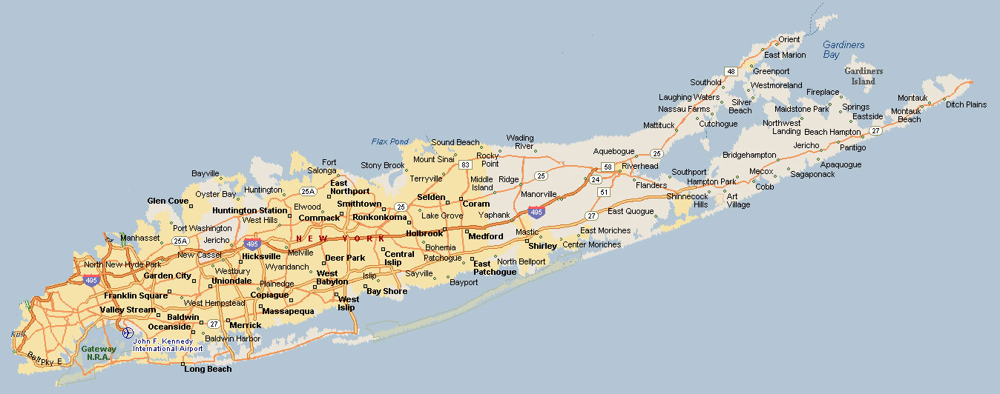 Orient
Gardiners
Bay
East Marion
48
Greenport
Gardiners
Island
Southold
Westmoreland
Fireplace
Laughing Waters
Silver
Beach
Montauk
Ditch Plains
Nassau Farms
Maidstone Park
Springs
Montauk
Beach
Mattituck
Cutchogue
Northwest
Landing
Eastside
Beach Hampton
27
Flax Pond
Sound Beach
Wading
River
Jericho
Pantigo
Aquebogue
25
Bridgehampton
Apaquogue
Fort
Salonga
Stony Brook
Mount Sinai
Rocky
Point
83
58
Riverhead
Southport
Mecox
Sagaponack
Bayville
East
Northport
Terryville
Middle
Island
Ridge
25
24
Flanders
Hampton Park
Cobb
Oyster Bay
Huntington
25A
Manorville
51
Shinnecock
Hills
Art
Village
Glen Cove
Elwood
Smithtown
25
Selden
Coram
Huntington Station
Commack
Ronkonkoma
Lake Grove
Yaphank
495
27
East Quogue
West Hills
Port Washington
Holbrook
Medford
Mastic
East Moriches
Manhasset
25A
Jericho
495
NEW YORK
Shirley
Center Moriches
Gr
Melville
Bohemia
North New Hyde Park
New Cassel
Hicksville
Deer Park
Central
Islip
Patchogue
East
Patchogue
North Bellport
495
Westbury
Wyandanch
Garden City
Uniondale
Plainedge
West
Babylon
Islip
Sayville
Bayport
Franklin Square
West Hempstead
Copiague
Bay Shore
Valley Stream
Massapequa
West
Islip
Baldwin
Oceanside
27
Merrick
Kill
John F. Kennedy
International Airport
Baldwin Harbor
Gateway
N.R.A.
Belt Pky E
Long Beach